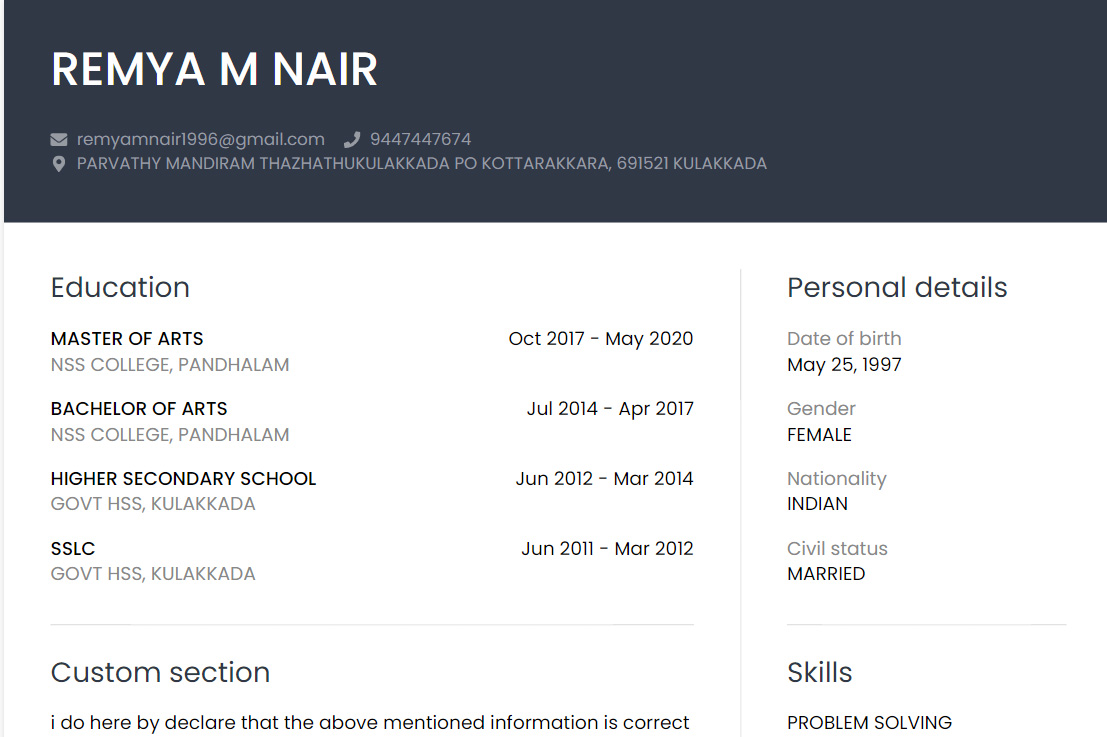 REMYA M NAIR
remyamnair1996@gmail.com 9447447674
PARVATHY MANDIRAM THAZHATHUKULAKKADA PO KOTTARAKKARA, 691521 KULAKKADA
Education
MASTER OF ARTS Oct 2017 - May 2020
NSS COLLEGE, PANDHALAM
BACHELOR OF ARTS Jul 2014 - Apr 2017
NSS COLLEGE, PANDHALAM
HIGHER SECONDARY SCHOOL Jun 2012 - Mar 2014
GOVT HSS, KULAKKADA
SSLC Jun 2011 - Mar 2012
GOVT HSS, KULAKKADA
Custom section
i do here by declare that the above mentioned information is correct
Personal details
Date of birth
May 25, 1997
Gender
FEMALE
Nationality
INDIAN
Civil status
MARRIED
Skills
PROBLEM SOLVING